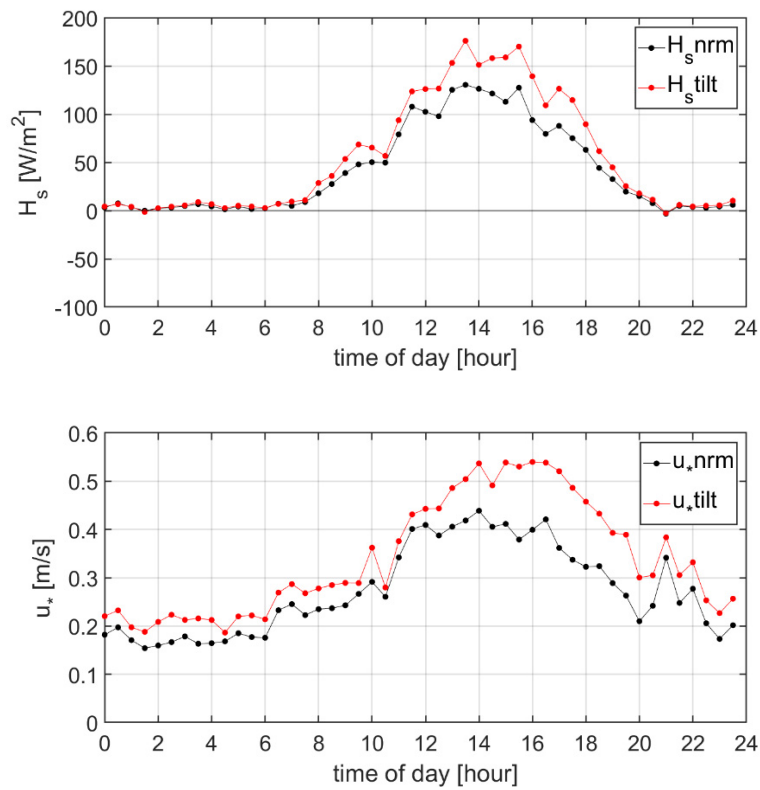 200
150
100
50
0
-50
-100
H_s [W/m²]
H_s nrm
H_s tilt
0 2 4 6 8 10 12 14 16 18 20 22 24
time of day [hour]
0.6
0.5
0.4
0.3
0.2
0.1
0
u_* [m/s]
u_* nrm
u_* tilt
0 2 4 6 8 10 12 14 16 18 20 22 24
time of day [hour]